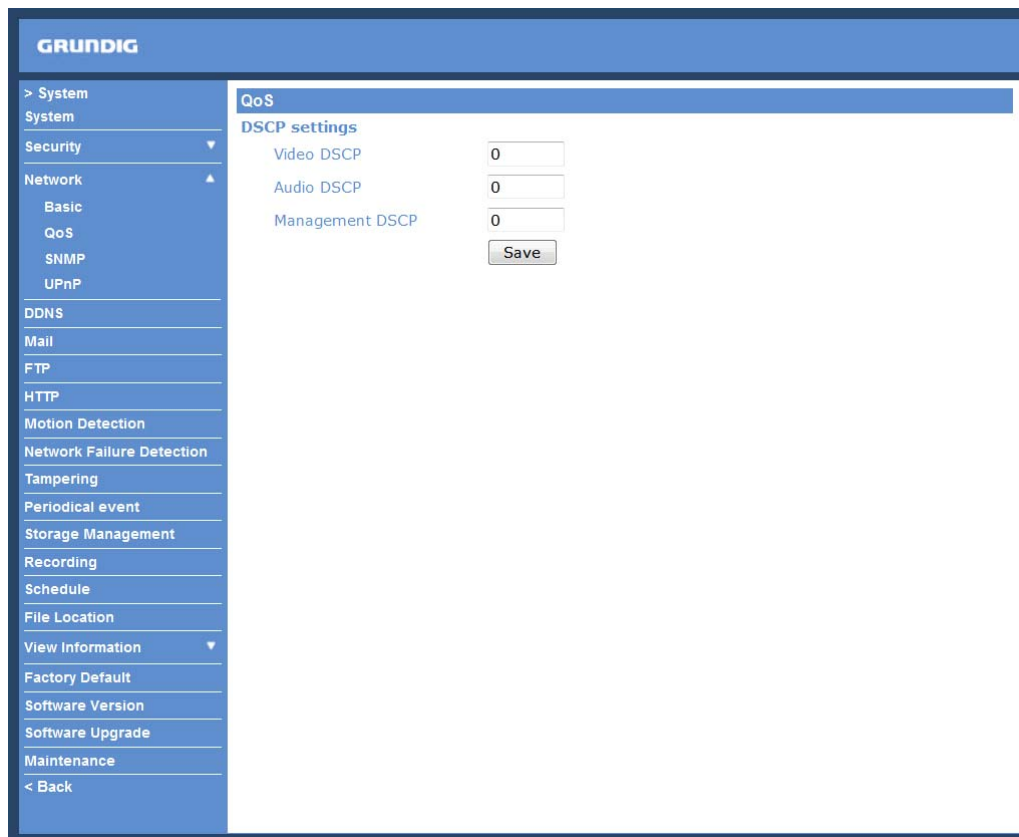 GRUNDIG
> System
System
Security
Network
Basic
QoS
SNMP
UPnP
DDNS
Mail
FTP
HTTP
Motion Detection
Network Failure Detection
Tampering
Periodical event
Storage Management
Recording
Schedule
File Location
View Information
Factory Default
Software Version
Software Upgrade
Maintenance
< Back
QoS
DSCP settings
Video DSCP 0
Audio DSCP 0
Management DSCP 0
Save